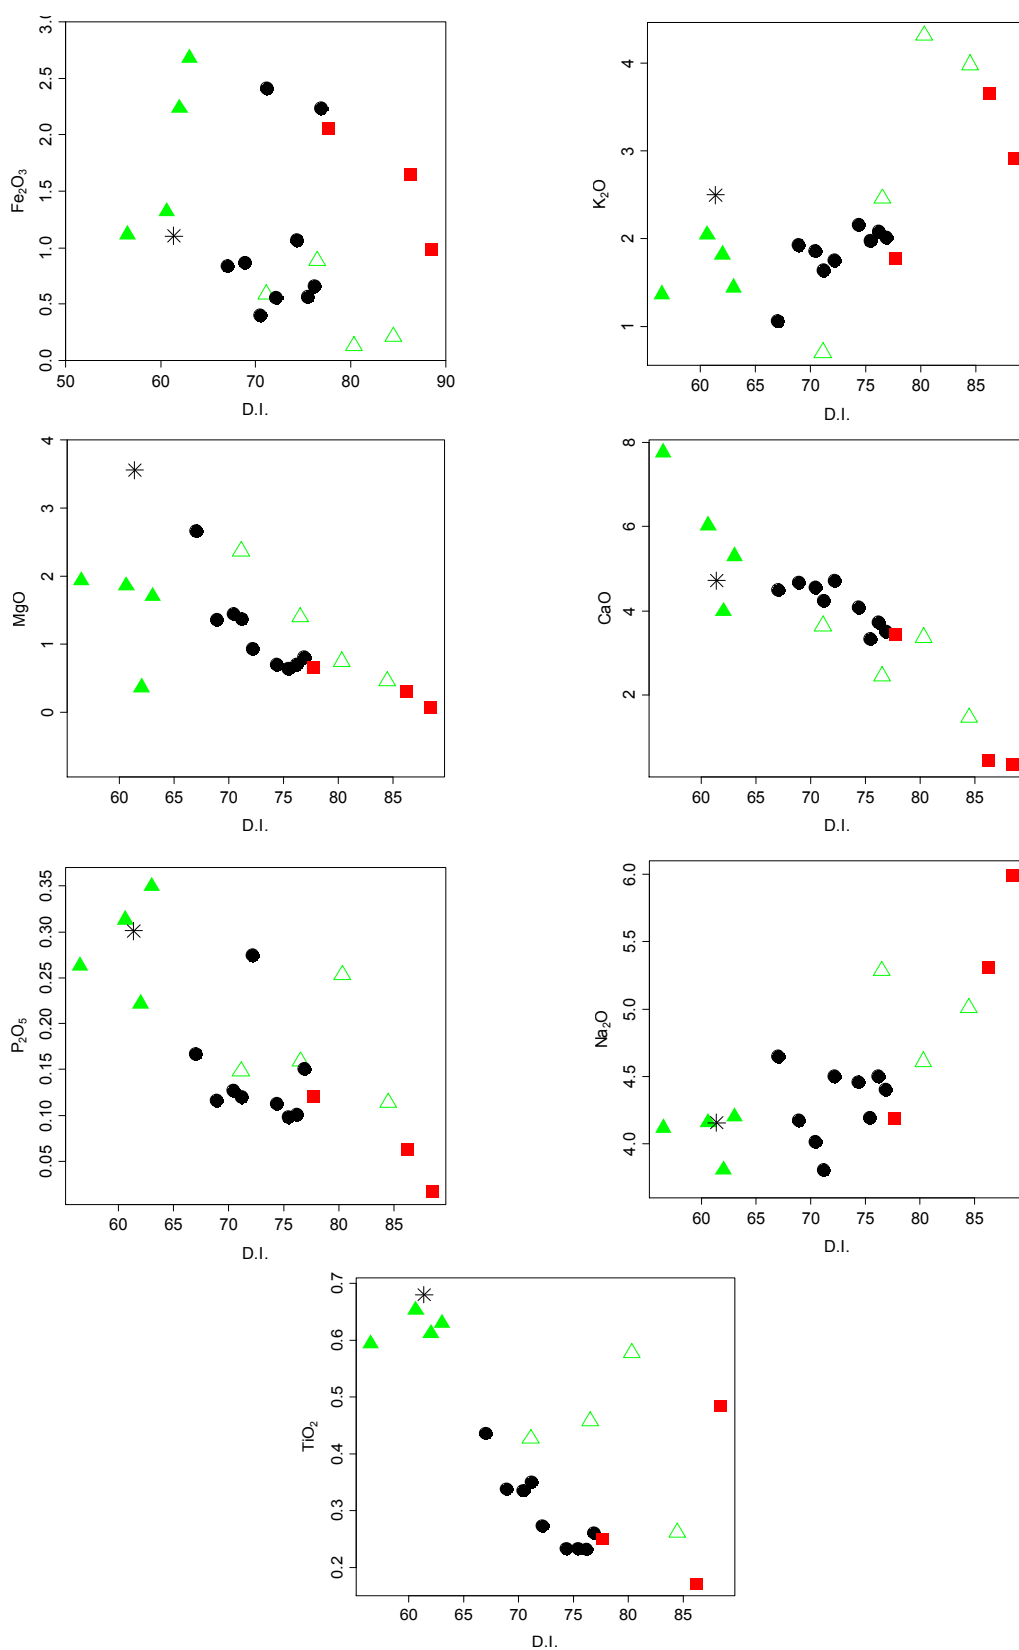 3.0
2.5
2.0
1.5
1.0
0.5
0.0
Fe₂O₃
50 60 70 80 90
D.I.
4
3
2
1
K₂O
60 65 70 75 80 85
D.I.
4
3
2
1
0
MgO
60 65 70 75 80 85
D.I.
8
6
4
2
CaO
60 65 70 75 80 85
D.I.
0.35
0.30
0.25
0.20
0.15
0.10
0.05
P₂O₅
60 65 70 75 80 85
D.I.
6.0
5.5
5.0
4.5
4.0
Na₂O
60 65 70 75 80 85
D.I.
0.7
0.6
0.5
0.4
0.3
0.2
TiO₂
60 65 70 75 80 85
D.I.